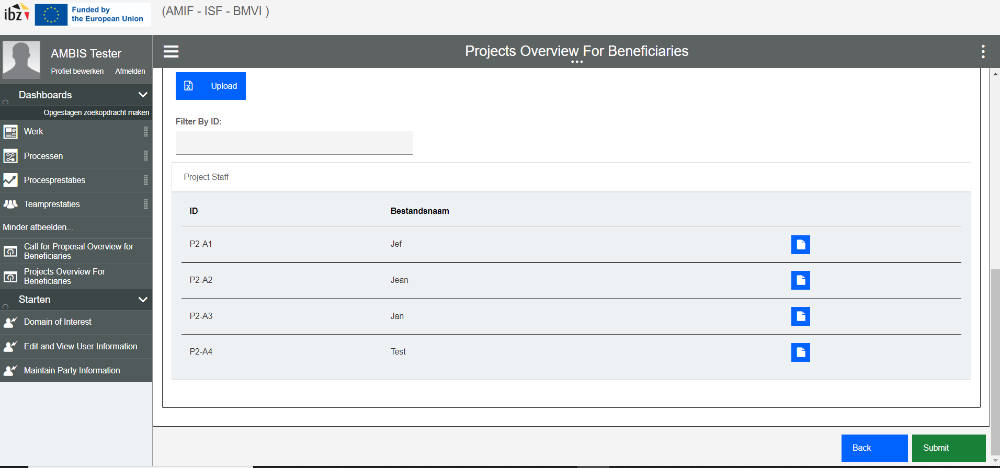 ibz
Funded by
the European Union
(AMIF - ISF - BMVI )
AMBIS Tester
Profiel bewerken Afmelden
Projects Overview For Beneficiaries
Dashboards
Opgeslagen zoekopdracht maken
Werk
Processen
Procesprestaties
Teamprestaties
Minder afbeelden...
Call for Proposal Overview for
Beneficiaries
Projects Overview For
Beneficiaries
Starten
Domain of Interest
Edit and View User Information
Maintain Party Information
Upload
Filter By ID:
Project Staff
ID Bestandsnaam
P2-A1 Jef
P2-A2 Jean
P2-A3 Jan
P2-A4 Test
Back Submit